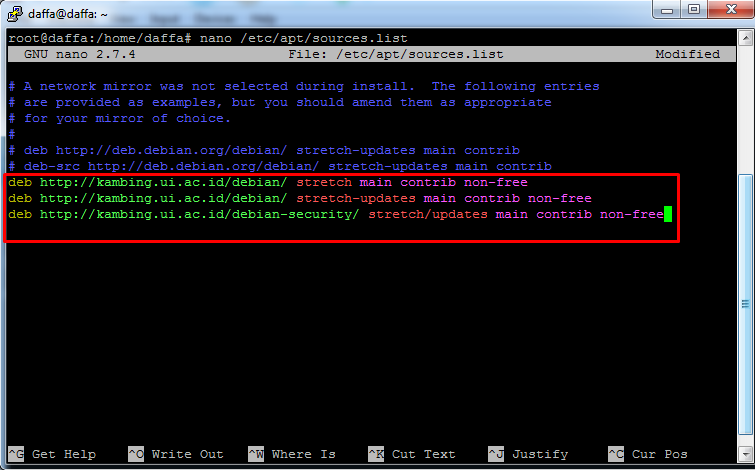 daffa@daffa: ~
root@daffa:/home/daffa# nano /etc/apt/sources.list
GNU nano 2.7.4 File: /etc/apt/sources.list Modified
# A network mirror was not selected during install.  The following entries
# are provided as examples, but you should amend them as appropriate
# for your mirror of choice.
#
# deb http://deb.debian.org/debian/ stretch-updates main contrib
# deb-src http://deb.debian.org/debian/ stretch-updates main contrib
deb http://kambing.ui.ac.id/debian/ stretch main contrib non-free
deb http://kambing.ui.ac.id/debian/ stretch-updates main contrib non-free
deb http://kambing.ui.ac.id/debian-security/ stretch/updates main contrib non-free
^G Get Help ^O Write Out ^W Where Is ^K Cut Text ^J Justify ^C Cur Pos